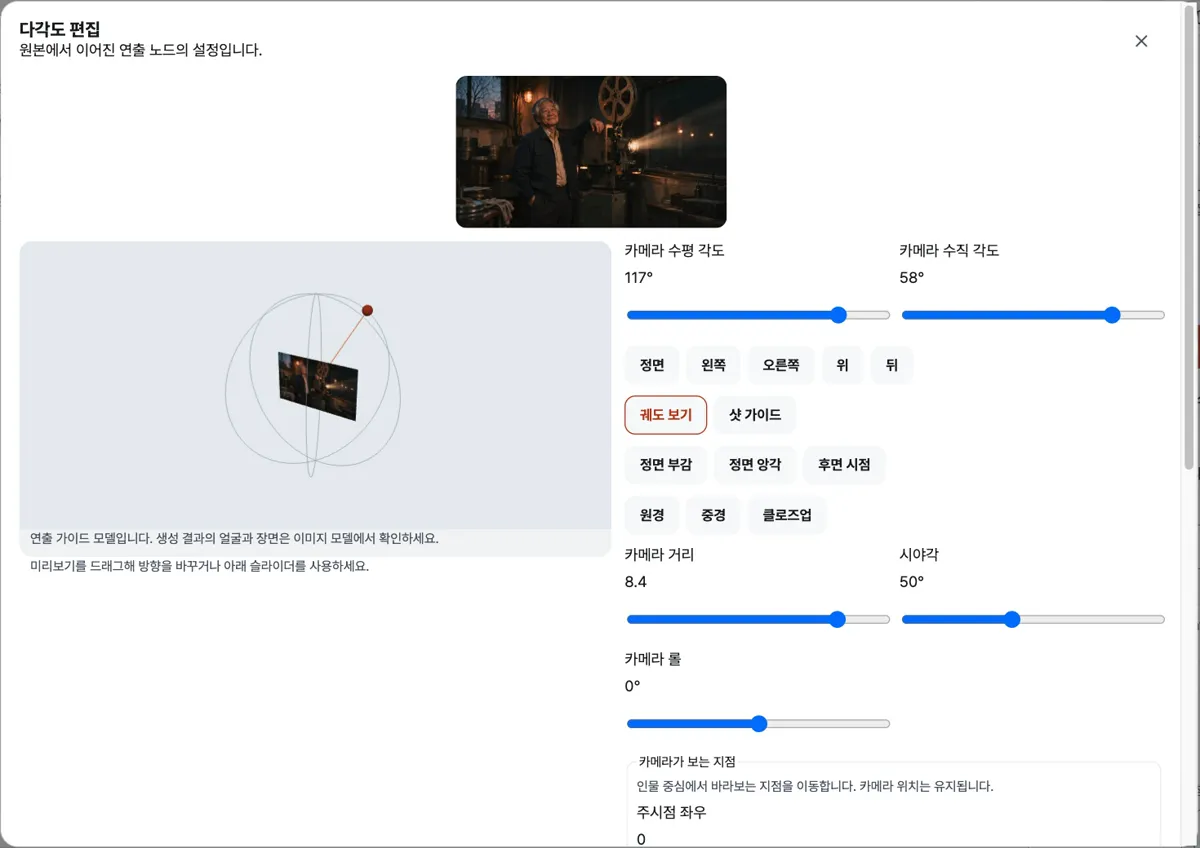 다각도 편집
원본에서 이어진 연출 노드의 설정입니다.
카메라 수평 각도
117°
카메라 수직 각도
58°
정면
왼쪽
오른쪽
위
뒤
궤도 보기
샷 가이드
정면 부감
정면 앙각
후면 시점
원경
중경
클로즈업
연출 가이드 모델입니다. 생성 결과의 얼굴과 장면은 이미지 모델에서 확인하세요.
미리보기를 드래그해 방향을 바꾸거나 아래 슬라이더를 사용하세요.
카메라 거리
8.4
시야각
50°
카메라 롤
0°
카메라가 보는 지점
인물 중심에서 바라보는 지점을 이동합니다. 카메라 위치는 유지됩니다.
주시점 좌우
0